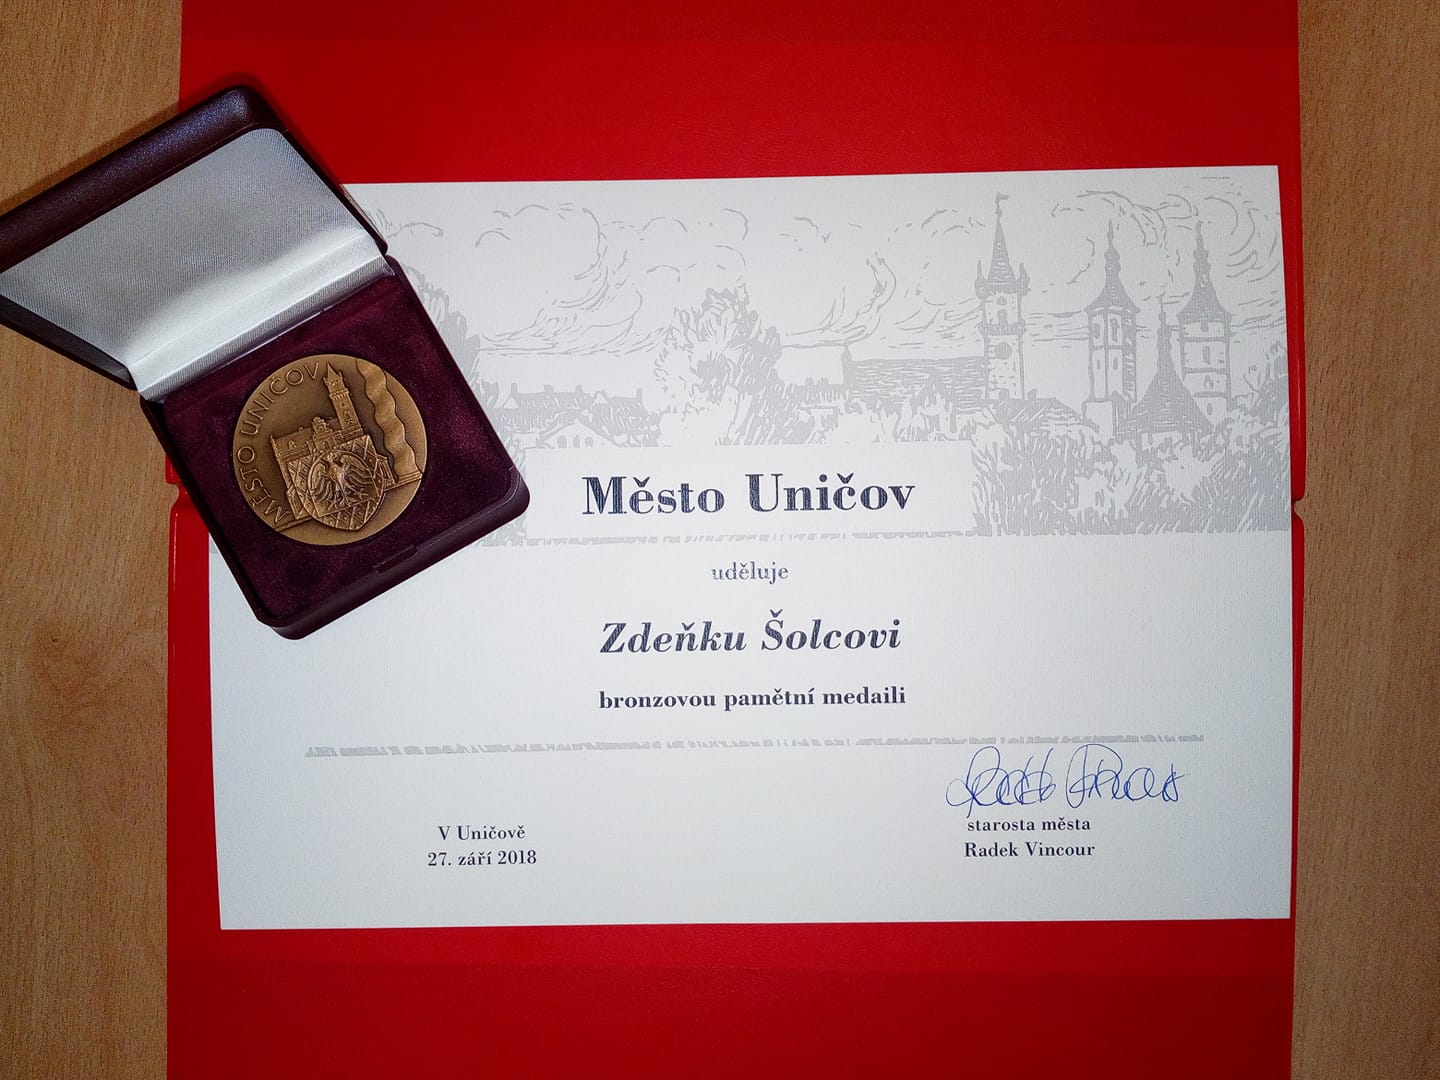 MĚSTO UNIČOV
Město Uničov
uděluje
Zdeňku Šolcovi
bronzovou pamětní medaili
V Uničově
27. září 2018
starosta města
Radek Vincour